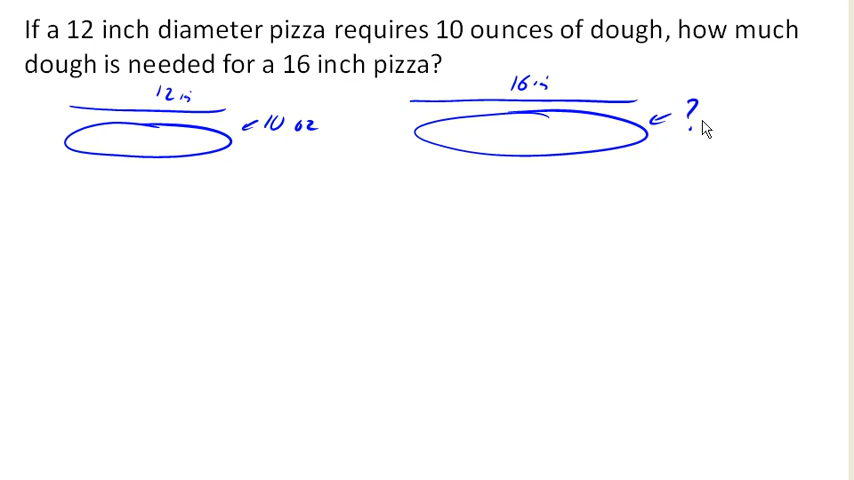 If a 12 inch diameter pizza requires 10 ounces of dough, how much
dough is needed for a 16 inch pizza?
12 in
16 in
10 oz
?